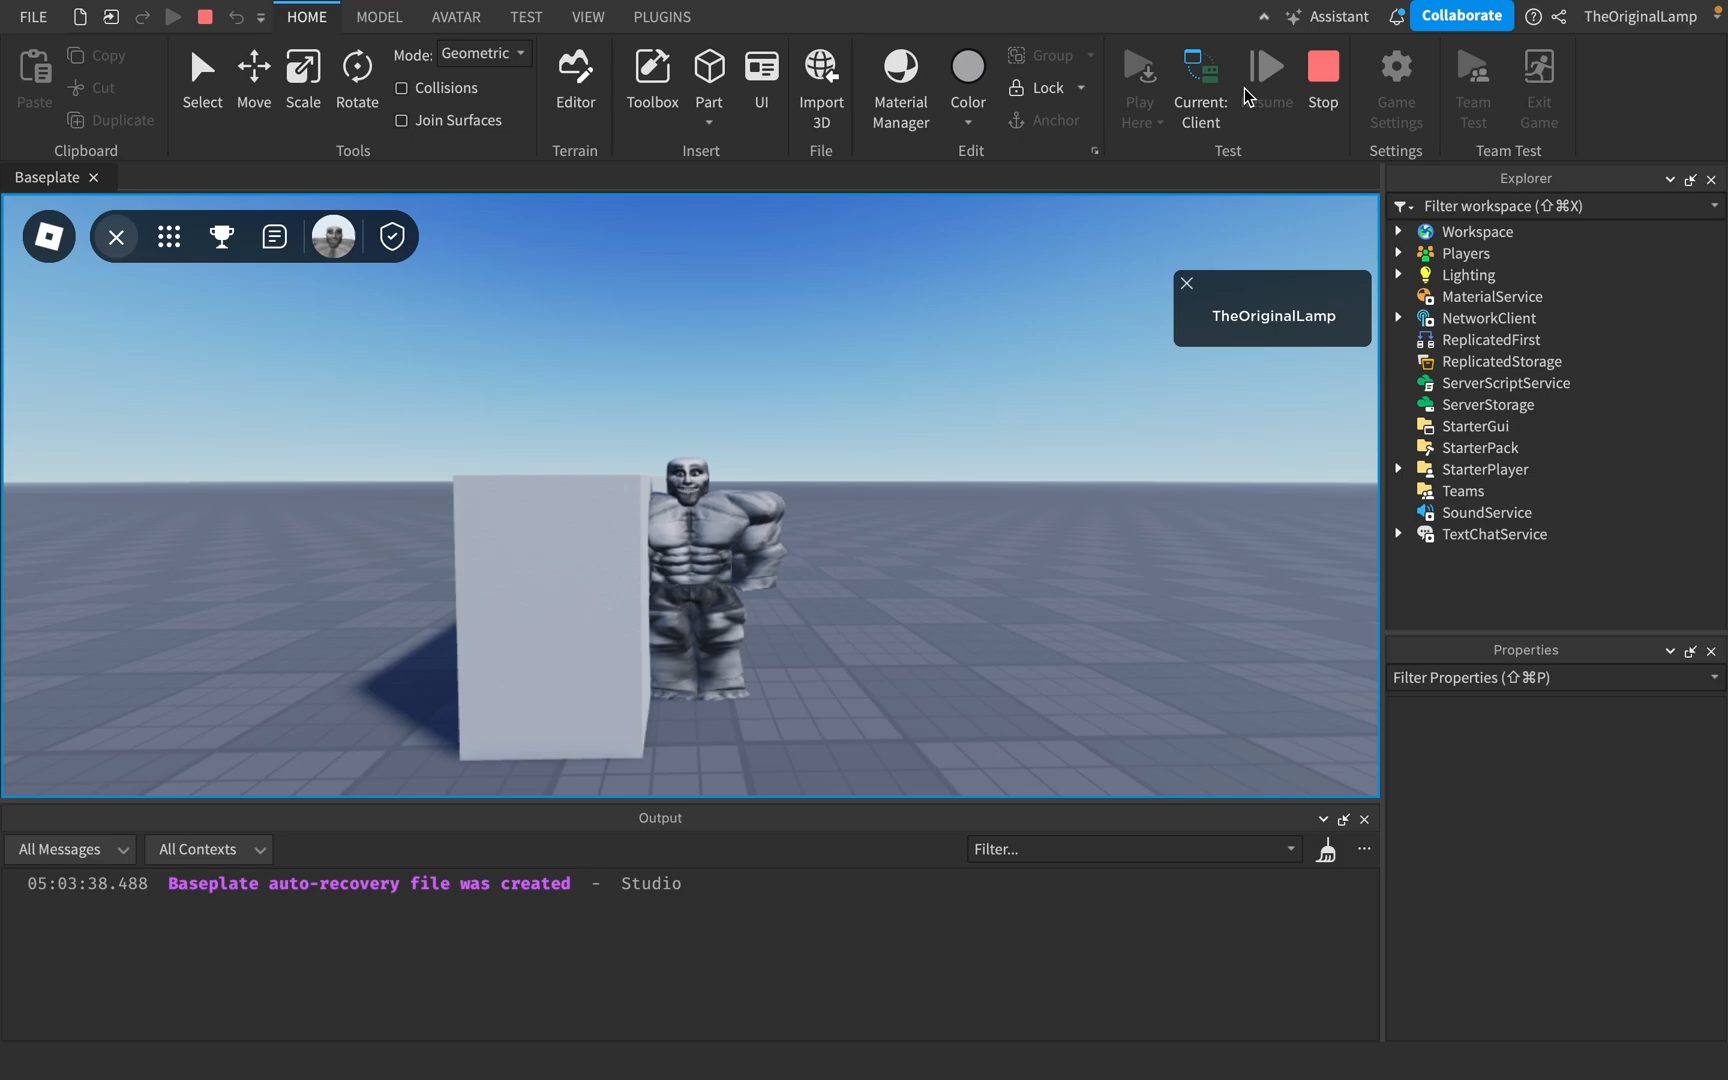 FILE HOME MODEL AVATAR TEST VIEW PLUGINS Assistant Collaborate TheOriginalLamp
Paste
Copy
Cut
Duplicate
Clipboard
Select Move Scale Rotate
Mode: Geometric
Collisions
Join Surfaces
Tools
Editor
Terrain
Toolbox Part UI
Insert
Import
3D
File
Material
Manager
Color
Group
Lock
Anchor
Edit
Play
Here
Current:
Client
Stop
Test
Game
Settings
Settings
Team
Test
Exit
Game
Team Test
Baseplate
TheOriginalLamp
Explorer
Filter workspace (⇧⌘X)
Workspace
Players
Lighting
MaterialService
NetworkClient
ReplicatedFirst
ReplicatedStorage
ServerScriptService
ServerStorage
StarterGui
StarterPack
StarterPlayer
Teams
SoundService
TextChatService
Properties
Filter Properties (⇧⌘P)
Output
All Messages All Contexts Filter...
05:03:38.488 Baseplate auto-recovery file was created - Studio